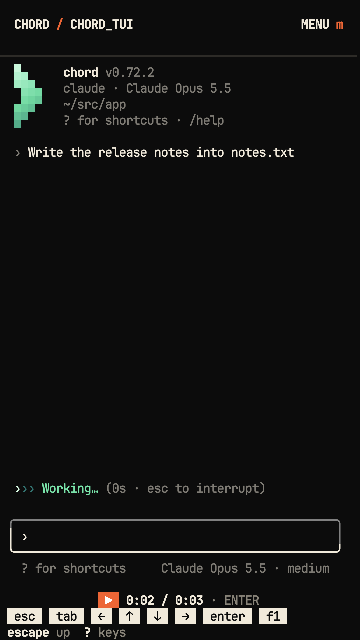 CHORD / CHORD_TUI MENU m
chord v0.72.2
claude · Claude Opus 5.5
~/src/app
? for shortcuts · /help
› Write the release notes into notes.txt
››› Working… (0s · esc to interrupt)
›
? for shortcuts Claude Opus 5.5 · medium
▶ 0:02 / 0:03 · ENTER
esc tab ← ↑ ↓ → enter f1
escape up ? keys